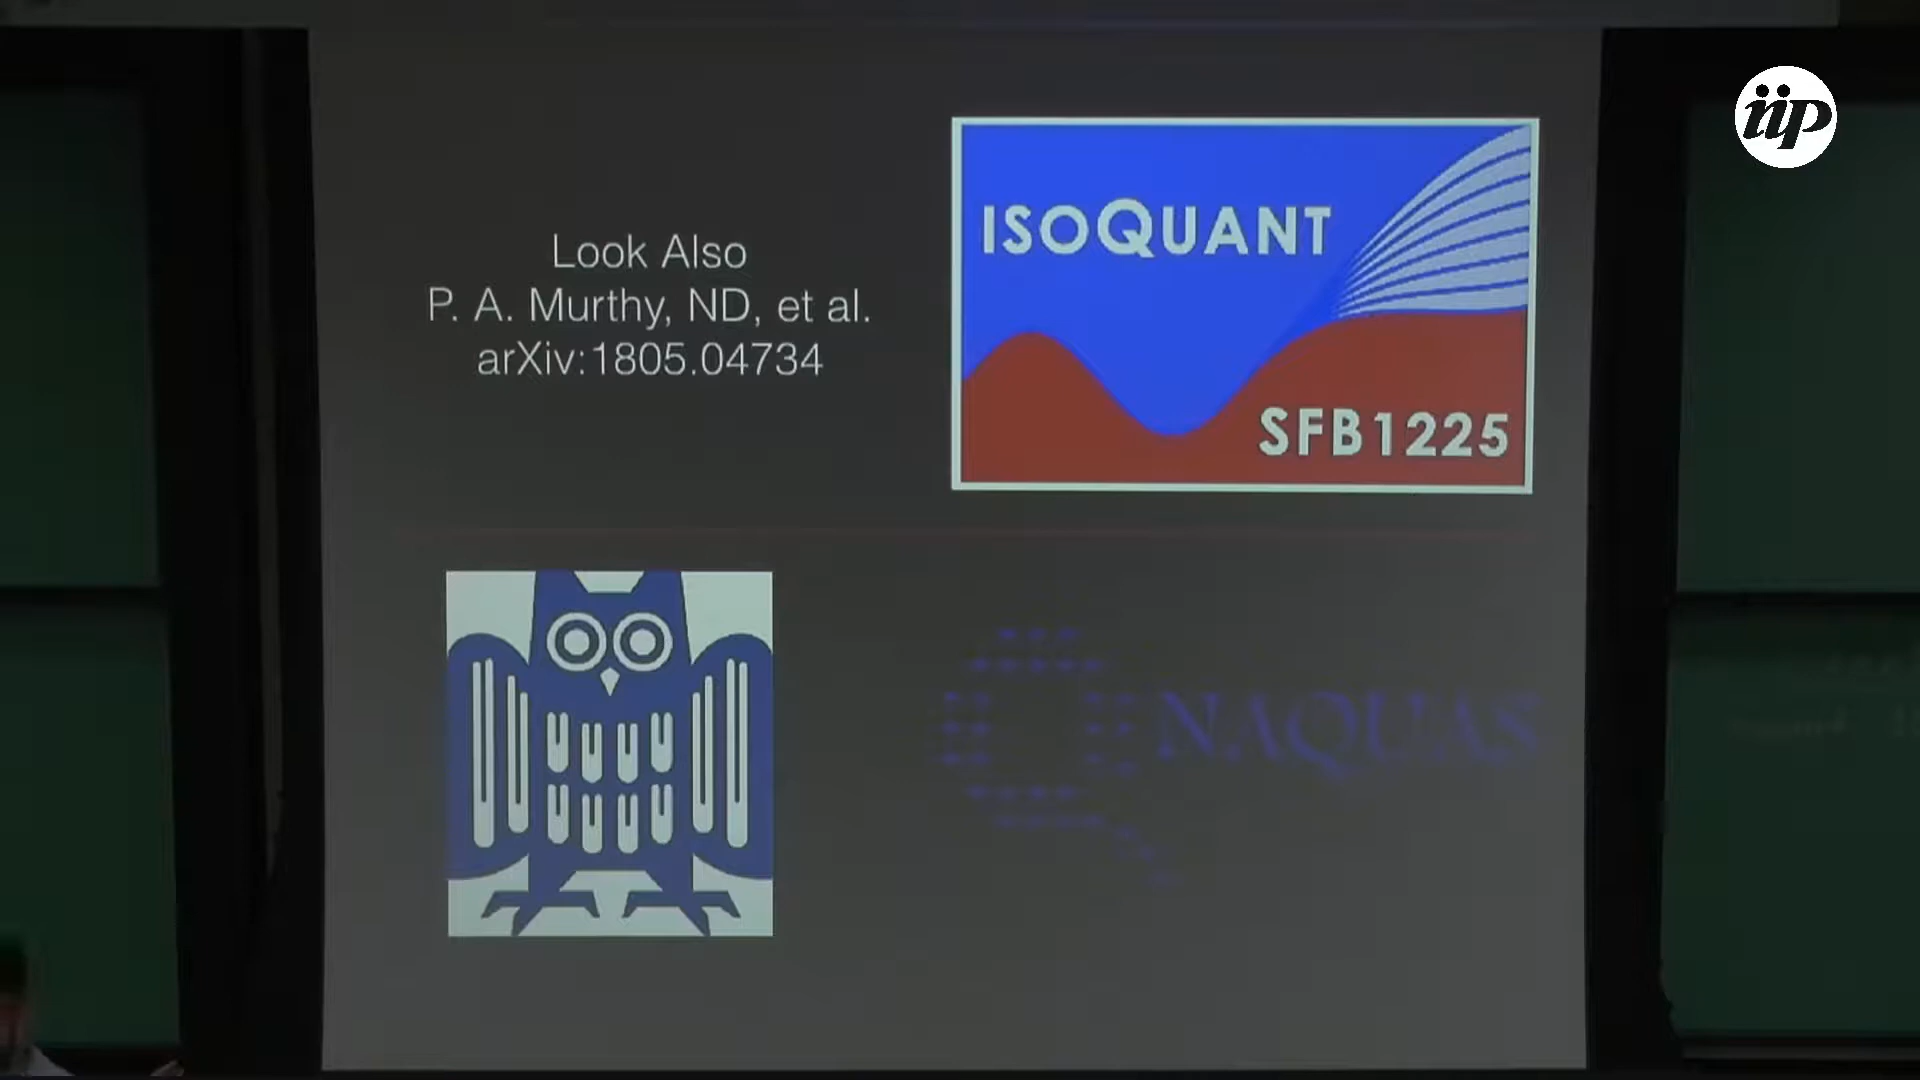 iip
Look Also
P. A. Murthy, ND, et al.
arXiv:1805.04734
ISOQUANT
SFB1225
NAQUAS